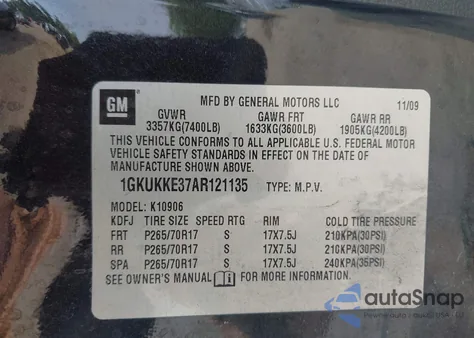 GM
MFD BY GENERAL MOTORS LLC 11/09
GVWR GAWR FRT GAWR RR
3357KG(7400LB) 1633KG(3600LB) 1905KG(4200LB)
THIS VEHICLE CONFORMS TO ALL APPLICABLE U.S. FEDERAL MOTOR
VEHICLE SAFETY STANDARDS IN EFFECT ON THE DATE OF
MANUFACTURE SHOWN ABOVE.
1GKUKKE37AR121135 TYPE: M.P.V.
MODEL: K10906
KDFJ TIRE SIZE SPEED RTG RIM COLD TIRE PRESSURE
FRT P265/70R17 S 17X7.5J 210KPA(30PSI)
RR P265/70R17 S 17X7.5J 210KPA(30PSI)
SPA P265/70R17 S 17X7.5J 240KPA(35PSI)
SEE OWNER'S MANUAL FOR MORE INFORMATION.
autoSnap